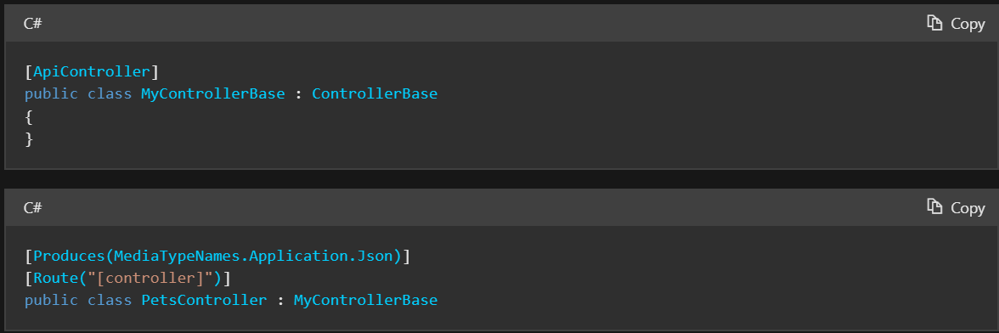 C# Copy
[ApiController]
public class MyControllerBase : ControllerBase
{
}
C# Copy
[Produces(MediaTypeNames.Application.Json)]
[Route("[controller]")]
public class PetsController : MyControllerBase